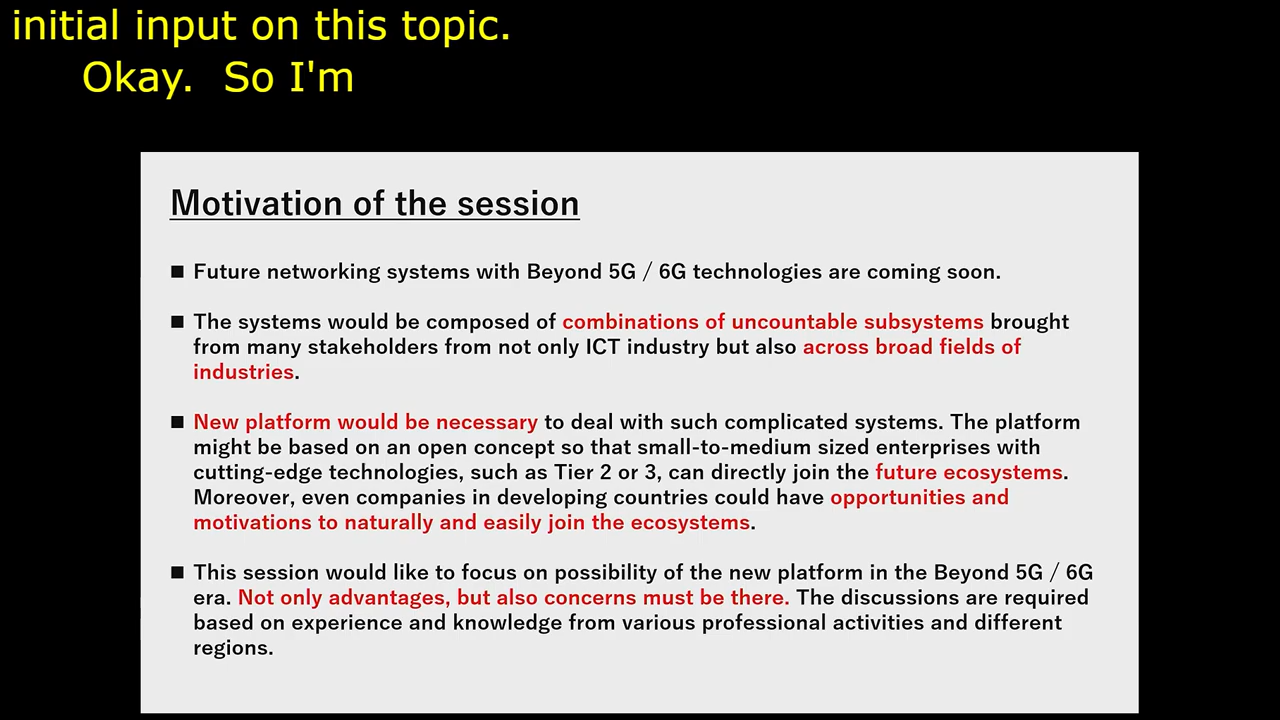 initial input on this topic.
Okay.  So I'm
Motivation of the session
■ Future networking systems with Beyond 5G / 6G technologies are coming soon.
■ The systems would be composed of combinations of uncountable subsystems brought
from many stakeholders from not only ICT industry but also across broad fields of
industries.
■ New platform would be necessary to deal with such complicated systems. The platform
might be based on an open concept so that small-to-medium sized enterprises with
cutting-edge technologies, such as Tier 2 or 3, can directly join the future ecosystems.
Moreover, even companies in developing countries could have opportunities and
motivations to naturally and easily join the ecosystems.
■ This session would like to focus on possibility of the new platform in the Beyond 5G / 6G
era. Not only advantages, but also concerns must be there. The discussions are required
based on experience and knowledge from various professional activities and different
regions.